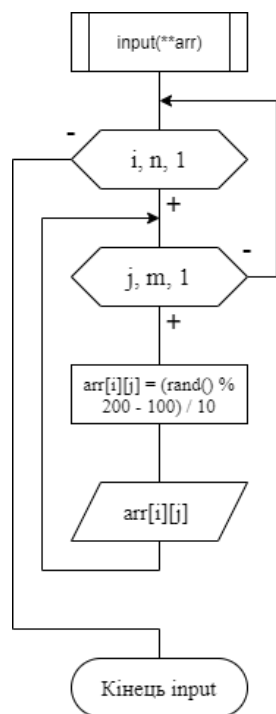 input(**arr)
-
i, n, 1
+
-
j, m, 1
+
arr[i][j] = (rand() %
200 - 100) / 10
arr[i][j]
Кінець input